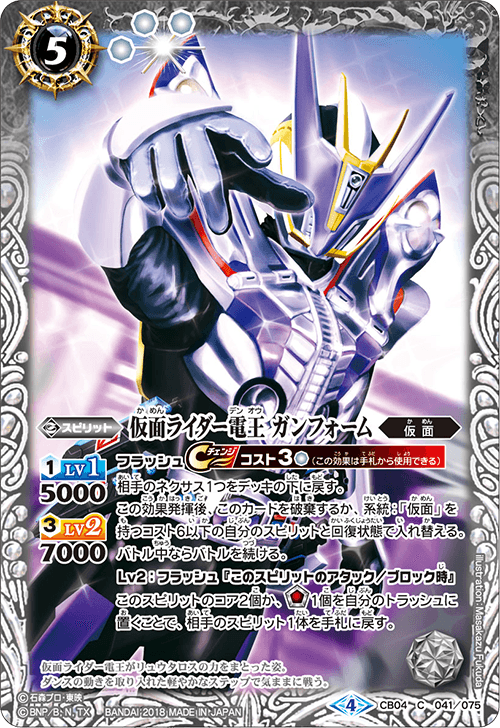 5
スピリット
仮面ライダー電王 ガンフォーム
仮面
1 LV1 5000
フラッシュ チェンジ コスト3 (この効果は手札から使用できる)
相手のネクサス1つをデッキの下に戻す。
この効果発揮後、このカードを破棄するか、系統:「仮面」を
持つコスト6以下の自分のスピリットと回復状態で入れ替える。
3 LV2 7000
バトル中ならバトルを続ける。
Lv2:フラッシュ『このスピリットのアタック/ブロック時』
このスピリットのコア2個か、1個を自分のトラッシュに
置くことで、相手のスピリット1体を手札に戻す。
Illustration: Masakazu Fukuda
仮面ライダー電王がリュウタロスの力をまとった姿。
ダンスの動きを取り入れた軽やかなステップで気ままに戦う。
©石森プロ・東映
©BNP/B・N, TX BANDAI 2018 MADE IN JAPAN
4 CB04 C 041/075